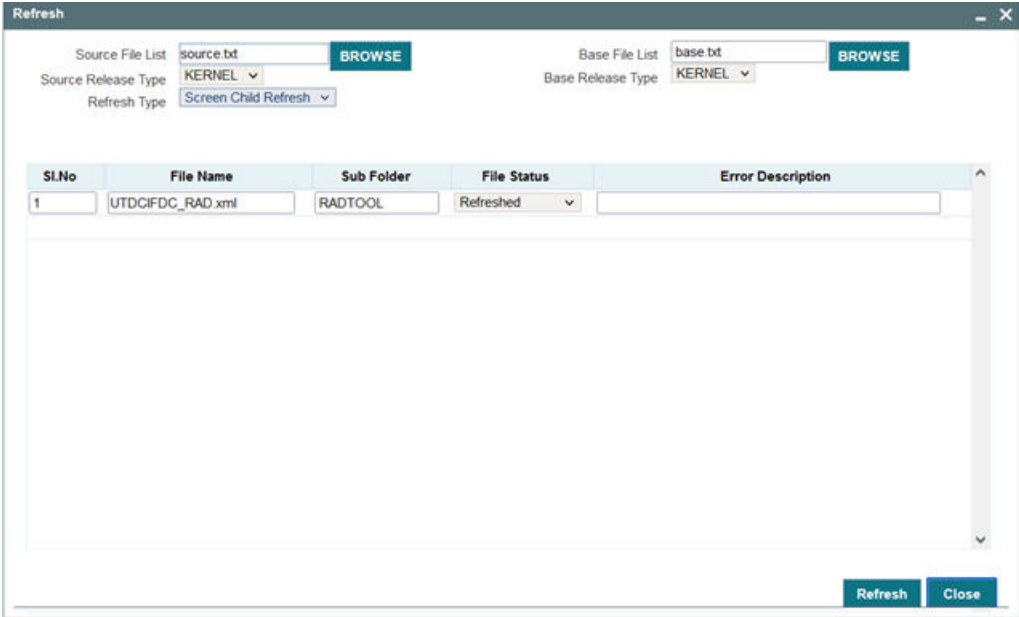 Refresh
Source File List source.txt BROWSE Base File List base.txt BROWSE
Source Release Type KERNEL Base Release Type KERNEL
Refresh Type Screen Child Refresh
Sl.No File Name Sub Folder File Status Error Description
1 UTDCIFDC_RAD.xml RADTOOL Refreshed
Refresh Close